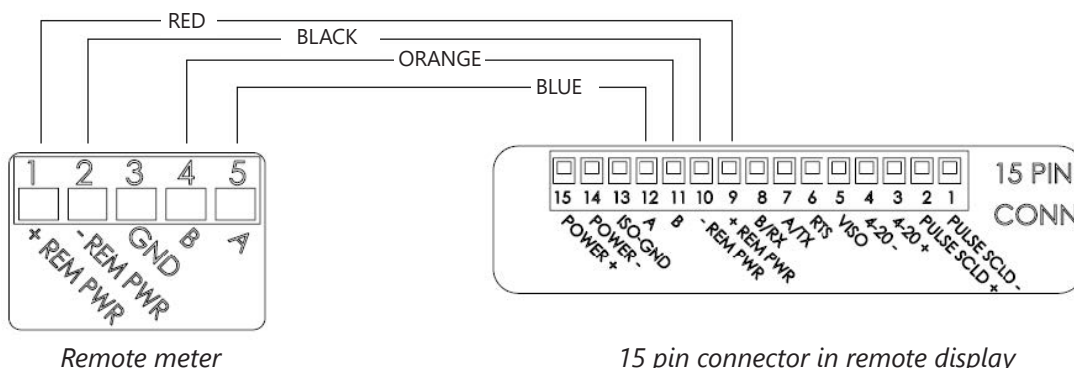 RED
BLACK
ORANGE
BLUE
1 2 3 4 5
+ REM PWR
- REM PWR
GND
B
A
Remote meter
15 14 13 12 11 10 9 8 7 6 5 4 3 2 1
POWER +
POWER -
ISO-GND
A
B
- REM PWR
+ REM PWR
B/RX
A/TX
RTS
VISO
4-20 -
4-20 +
PULSE SCLD +
PULSE SCLD -
15 PIN
CONN
15 pin connector in remote display